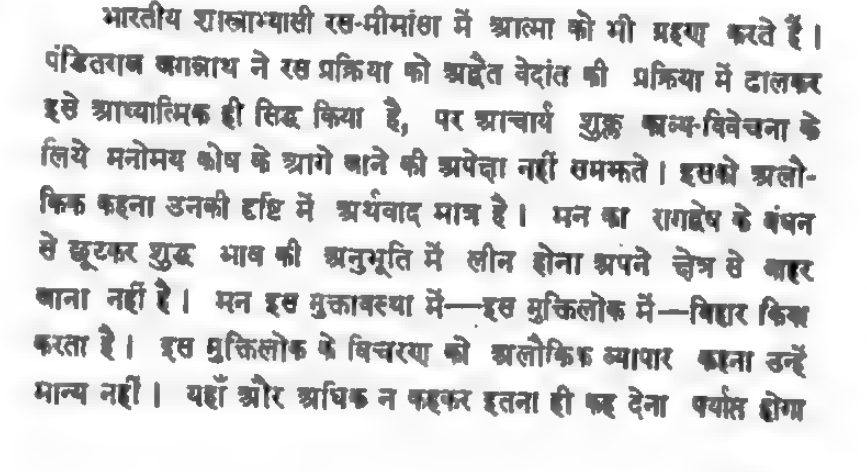 भारतीय शास्त्राभ्यासी रस-मीमांसा में आत्मा को भी ग्रहण करते हैं।
पंडितराज जगन्नाथ ने रस प्रक्रिया को अद्वैत वेदांत की प्रक्रिया में ढालकर
इसे आध्यात्मिक ही सिद्ध किया है, पर आचार्य शुक्ल काव्य-विवेचना के
लिये मनोमय कोष के आगे जाने की अपेक्षा नहीं समझते। इसको अलो-
किक कहना उनकी दृष्टि में अर्थवाद मात्र है। मन का रागद्वेष के बंधन
से छूटकर शुद्ध भाव की अनुभूति में लीन होना अपने क्षेत्र से बाहर
जाना नहीं है। मन इस मुक्तावस्था में—इस मुक्तिलोक में—विहार किया
करता है। इस मुक्तिलोक के विचरण को अलौकिक व्यापार कहना उन्हें
मान्य नहीं। यहाँ और अधिक न कहकर इतना ही कह देना पर्याप्त होगा